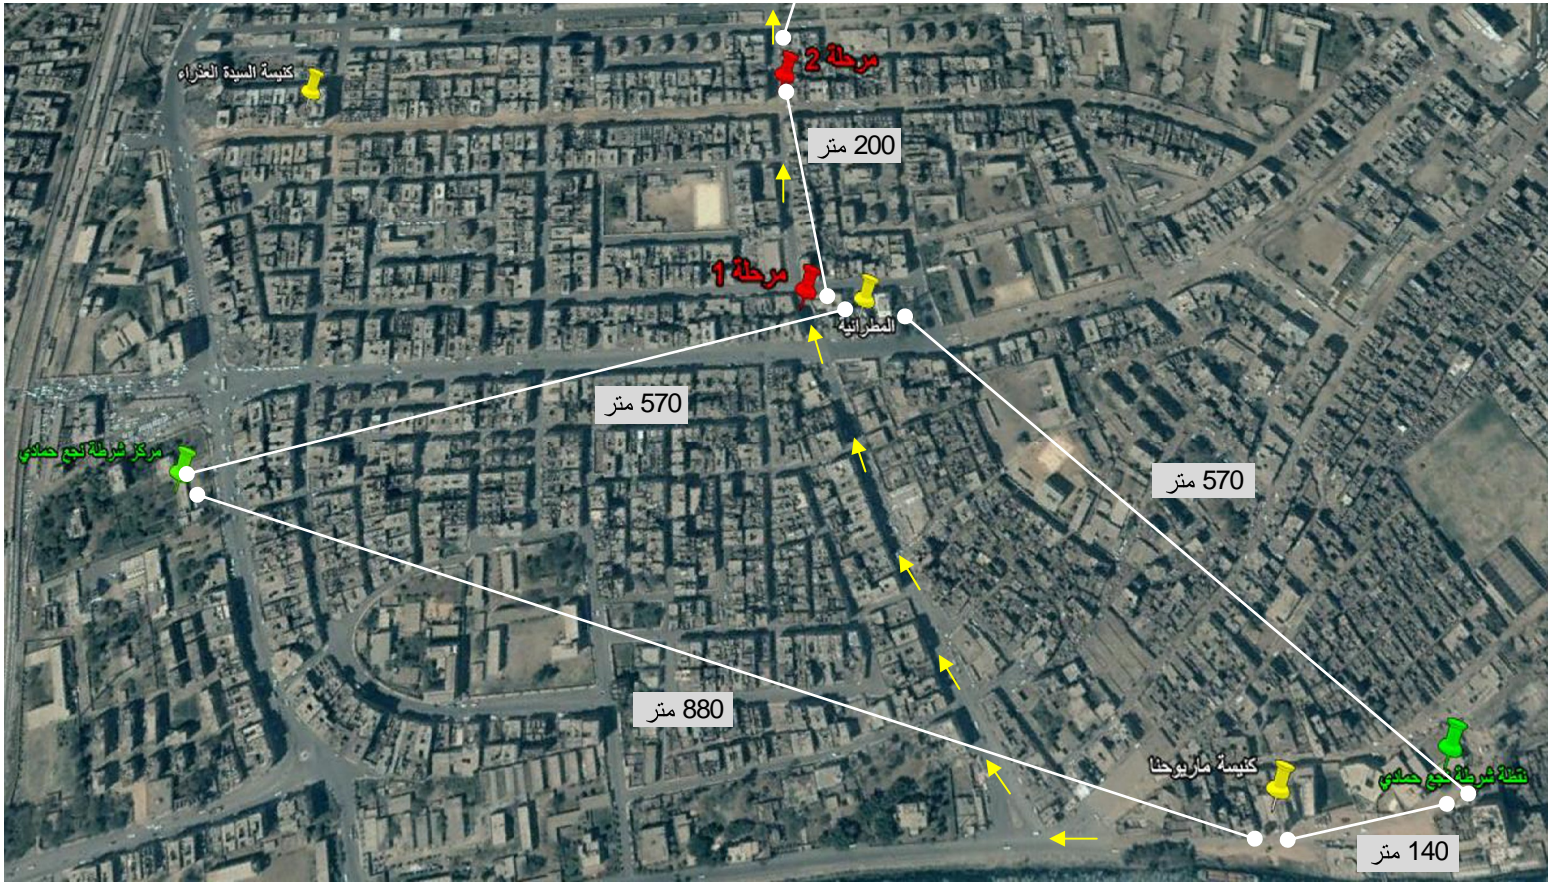 مرحلة 2
كنيسة السيدة العذراء
200 متر
مرحلة 1
المطرانية
570 متر
مركز شرطة نجع حمادي
570 متر
880 متر
كنيسة ماريوحنا
نقطة شرطة نجع حمادي
140 متر